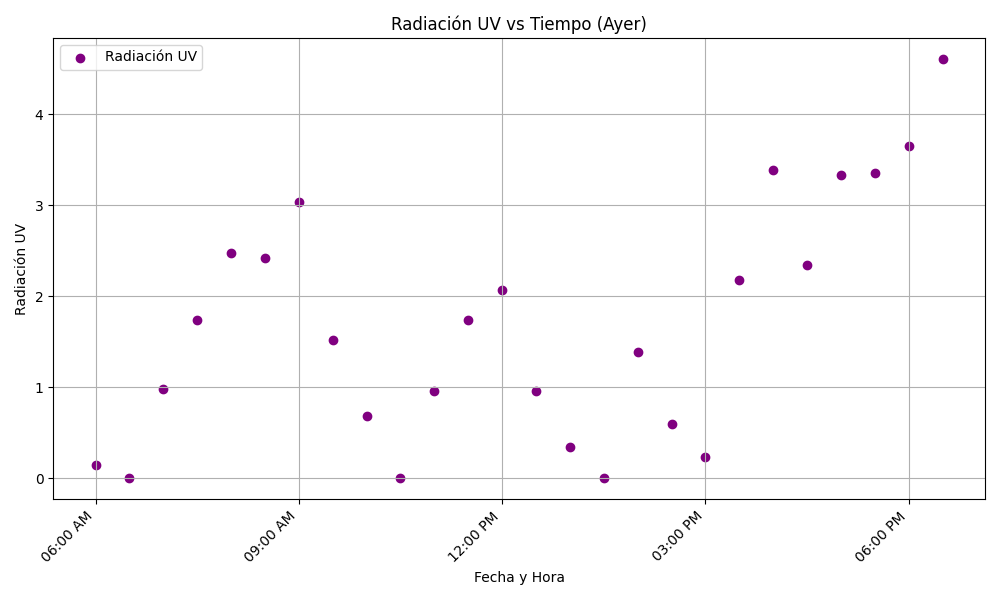 Radiación UV vs Tiempo (Ayer)
Radiación UV
4
3
2
1
0
Radiación UV
06:00 AM
09:00 AM
12:00 PM
03:00 PM
06:00 PM
Fecha y Hora